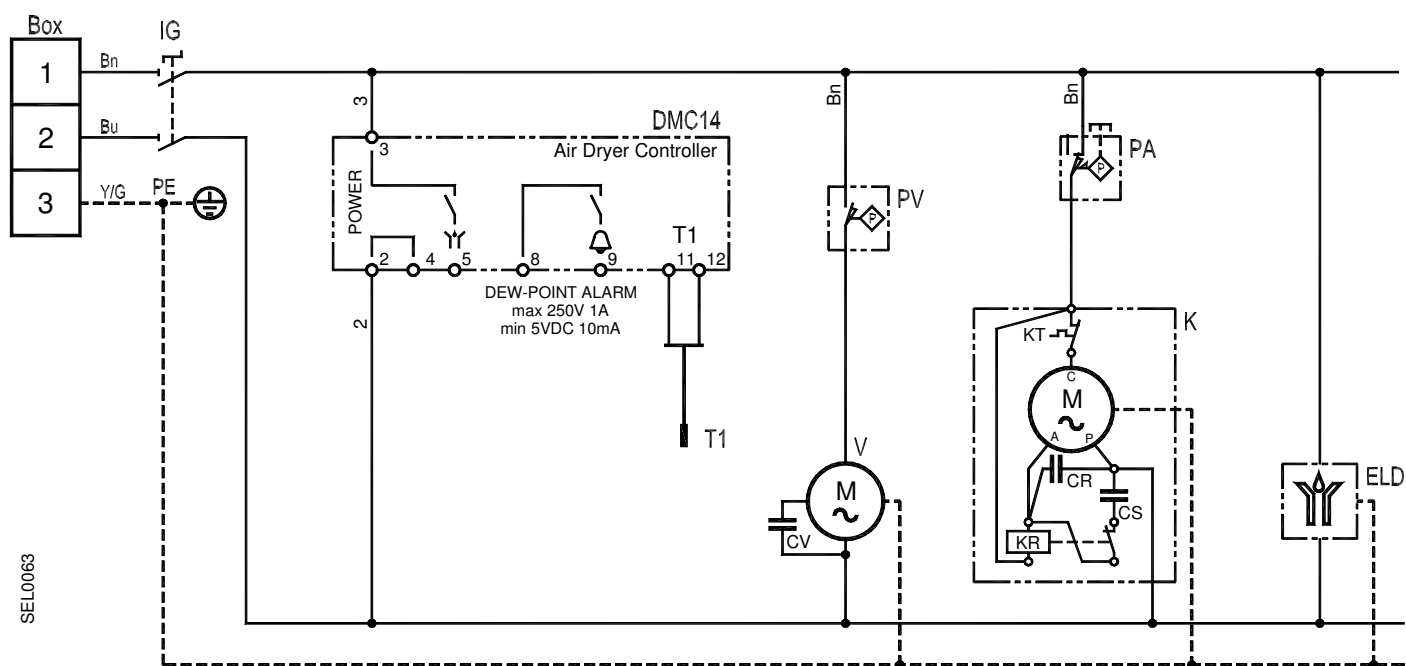 Box
IG
1
Bn
2
Bu
3
Y/G
PE
3
Bn
Bn
DMC14
3
Air Dryer Controller
PA
P
POWER
PV
P
T1
2
4
5
8
9
11
12
DEW-POINT ALARM
max 250V 1A
min 5VDC 10mA
2
K
KT
C
M
A
P
T1
V
M
CV
CR
CS
KR
ELD
SEL0063